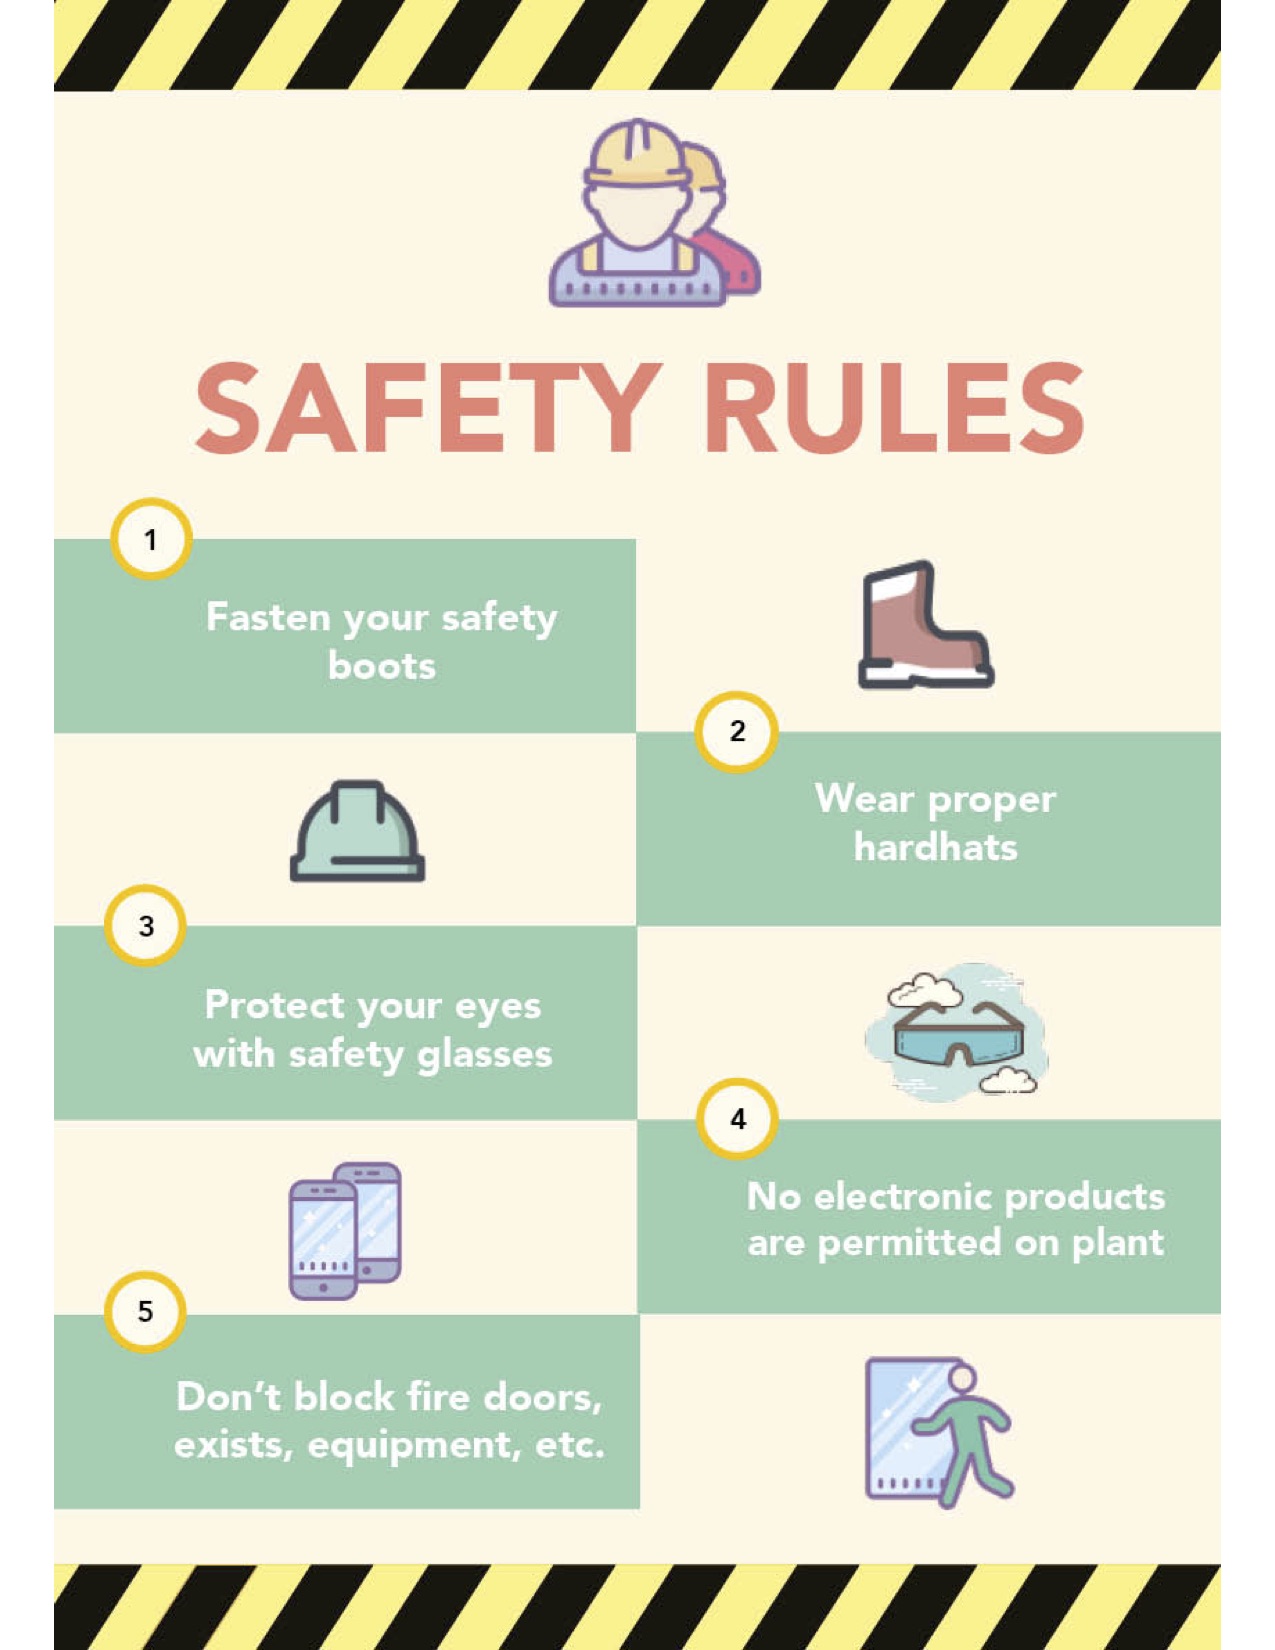 SAFETY RULES
1
Fasten your safety
boots
2
Wear proper
hardhats
3
Protect your eyes
with safety glasses
4
No electronic products
are permitted on plant
5
Don’t block fire doors,
exists, equipment, etc.